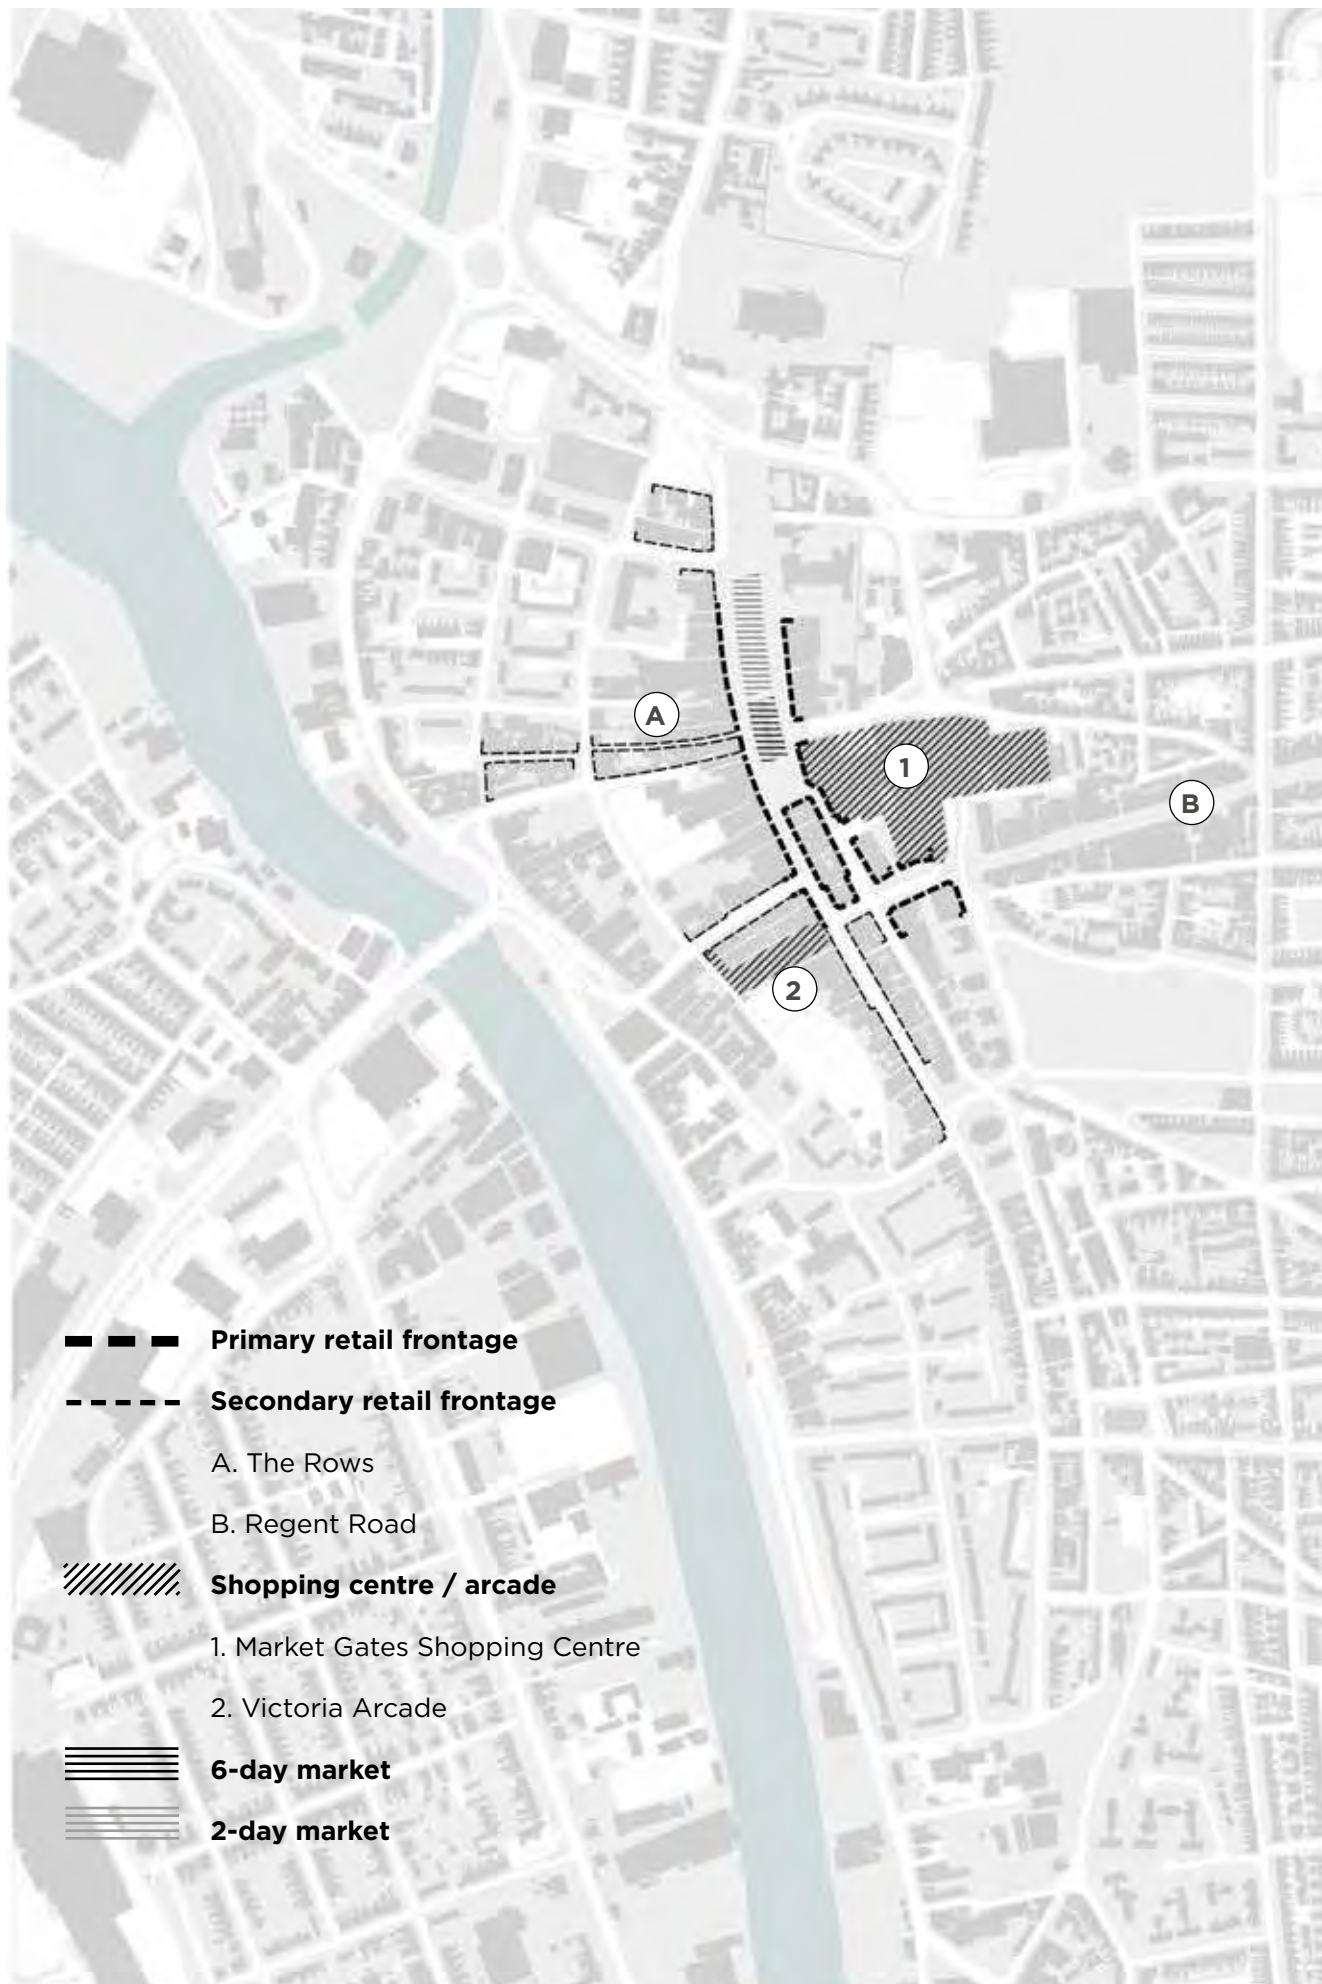 A
1
B
2
Primary retail frontage
Secondary retail frontage
A. The Rows
B. Regent Road
Shopping centre / arcade
1. Market Gates Shopping Centre
2. Victoria Arcade
6-day market
2-day market